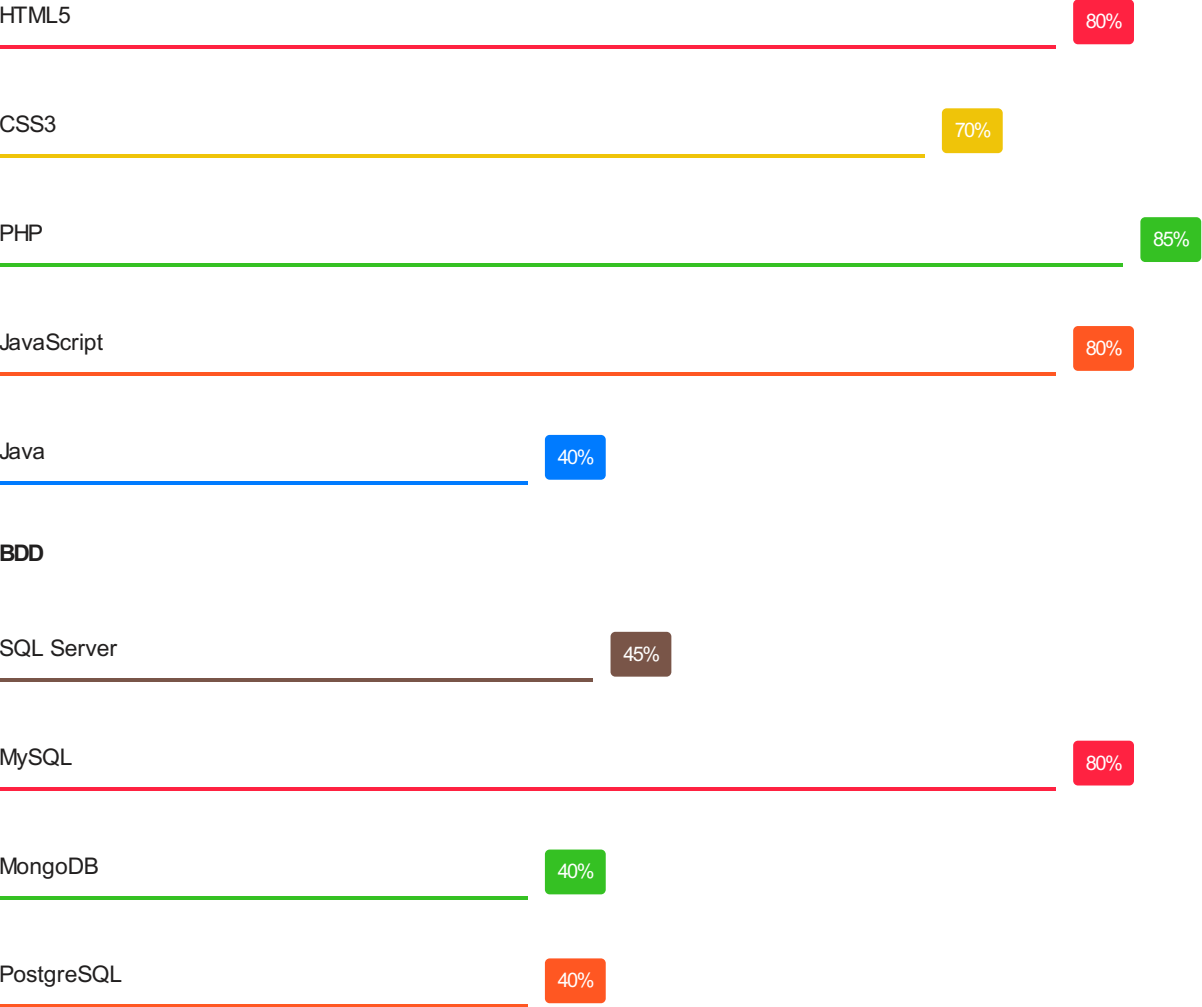 HTML5
80%
CSS3
70%
PHP
85%
JavaScript
80%
Java
40%
BDD
SQL Server
45%
MySQL
80%
MongoDB
40%
PostgreSQL
40%